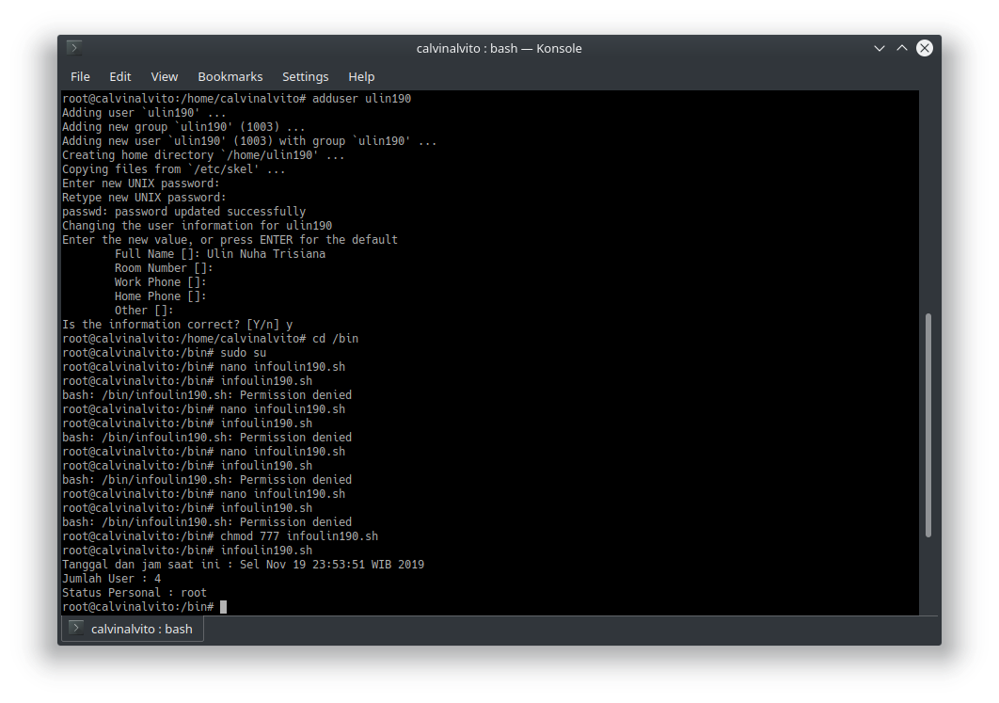 calvinalvito : bash — Konsole
File Edit View Bookmarks Settings Help
root@calvinalvito:/home/calvinalvito# adduser ulin190
Adding user `ulin190' ...
Adding new group `ulin190' (1003) ...
Adding new user `ulin190' (1003) with group `ulin190' ...
Creating home directory `/home/ulin190' ...
Copying files from `/etc/skel' ...
Enter new UNIX password:
Retype new UNIX password:
passwd: password updated successfully
Changing the user information for ulin190
Enter the new value, or press ENTER for the default
        Full Name []: Ulin Nuha Trisiana
        Room Number []:
        Work Phone []:
        Home Phone []:
        Other []:
Is the information correct? [Y/n] y
root@calvinalvito:/home/calvinalvito# cd /bin
root@calvinalvito:/bin# sudo su
root@calvinalvito:/bin# nano infoulin190.sh
root@calvinalvito:/bin# infoulin190.sh
bash: /bin/infoulin190.sh: Permission denied
root@calvinalvito:/bin# nano infoulin190.sh
root@calvinalvito:/bin# infoulin190.sh
bash: /bin/infoulin190.sh: Permission denied
root@calvinalvito:/bin# nano infoulin190.sh
root@calvinalvito:/bin# infoulin190.sh
bash: /bin/infoulin190.sh: Permission denied
root@calvinalvito:/bin# nano infoulin190.sh
root@calvinalvito:/bin# infoulin190.sh
bash: /bin/infoulin190.sh: Permission denied
root@calvinalvito:/bin# chmod 777 infoulin190.sh
root@calvinalvito:/bin# infoulin190.sh
Tanggal dan jam saat ini : Sel Nov 19 23:53:51 WIB 2019
Jumlah User : 4
Status Personal : root
root@calvinalvito:/bin#
calvinalvito : bash